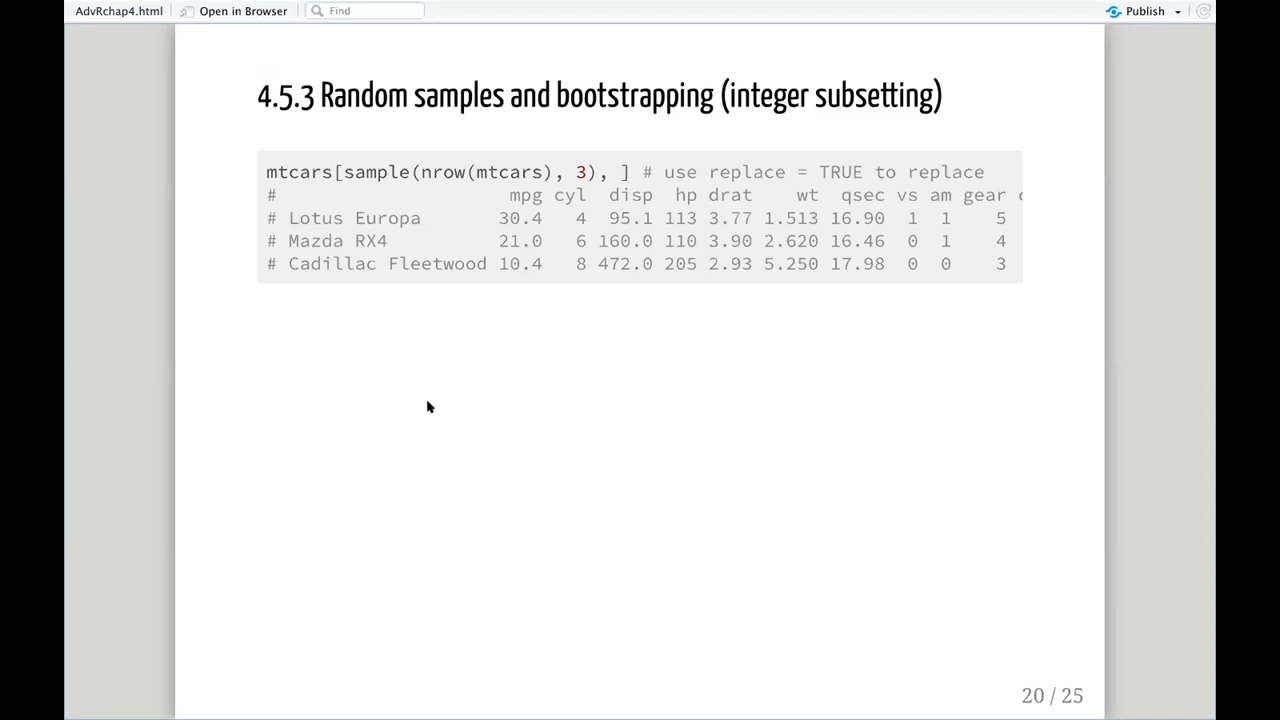 AdvRchap4.html Open in Browser Find Publish
4.5.3 Random samples and bootstrapping (integer subsetting)
mtcars[sample(nrow(mtcars), 3), ] # use replace = TRUE to replace
# mpg cyl disp hp drat wt qsec vs am gear
# Lotus Europa 30.4 4 95.1 113 3.77 1.513 16.90 1 1 5
# Mazda RX4 21.0 6 160.0 110 3.90 2.620 16.46 0 1 4
# Cadillac Fleetwood 10.4 8 472.0 205 2.93 5.250 17.98 0 0 3
20 / 25